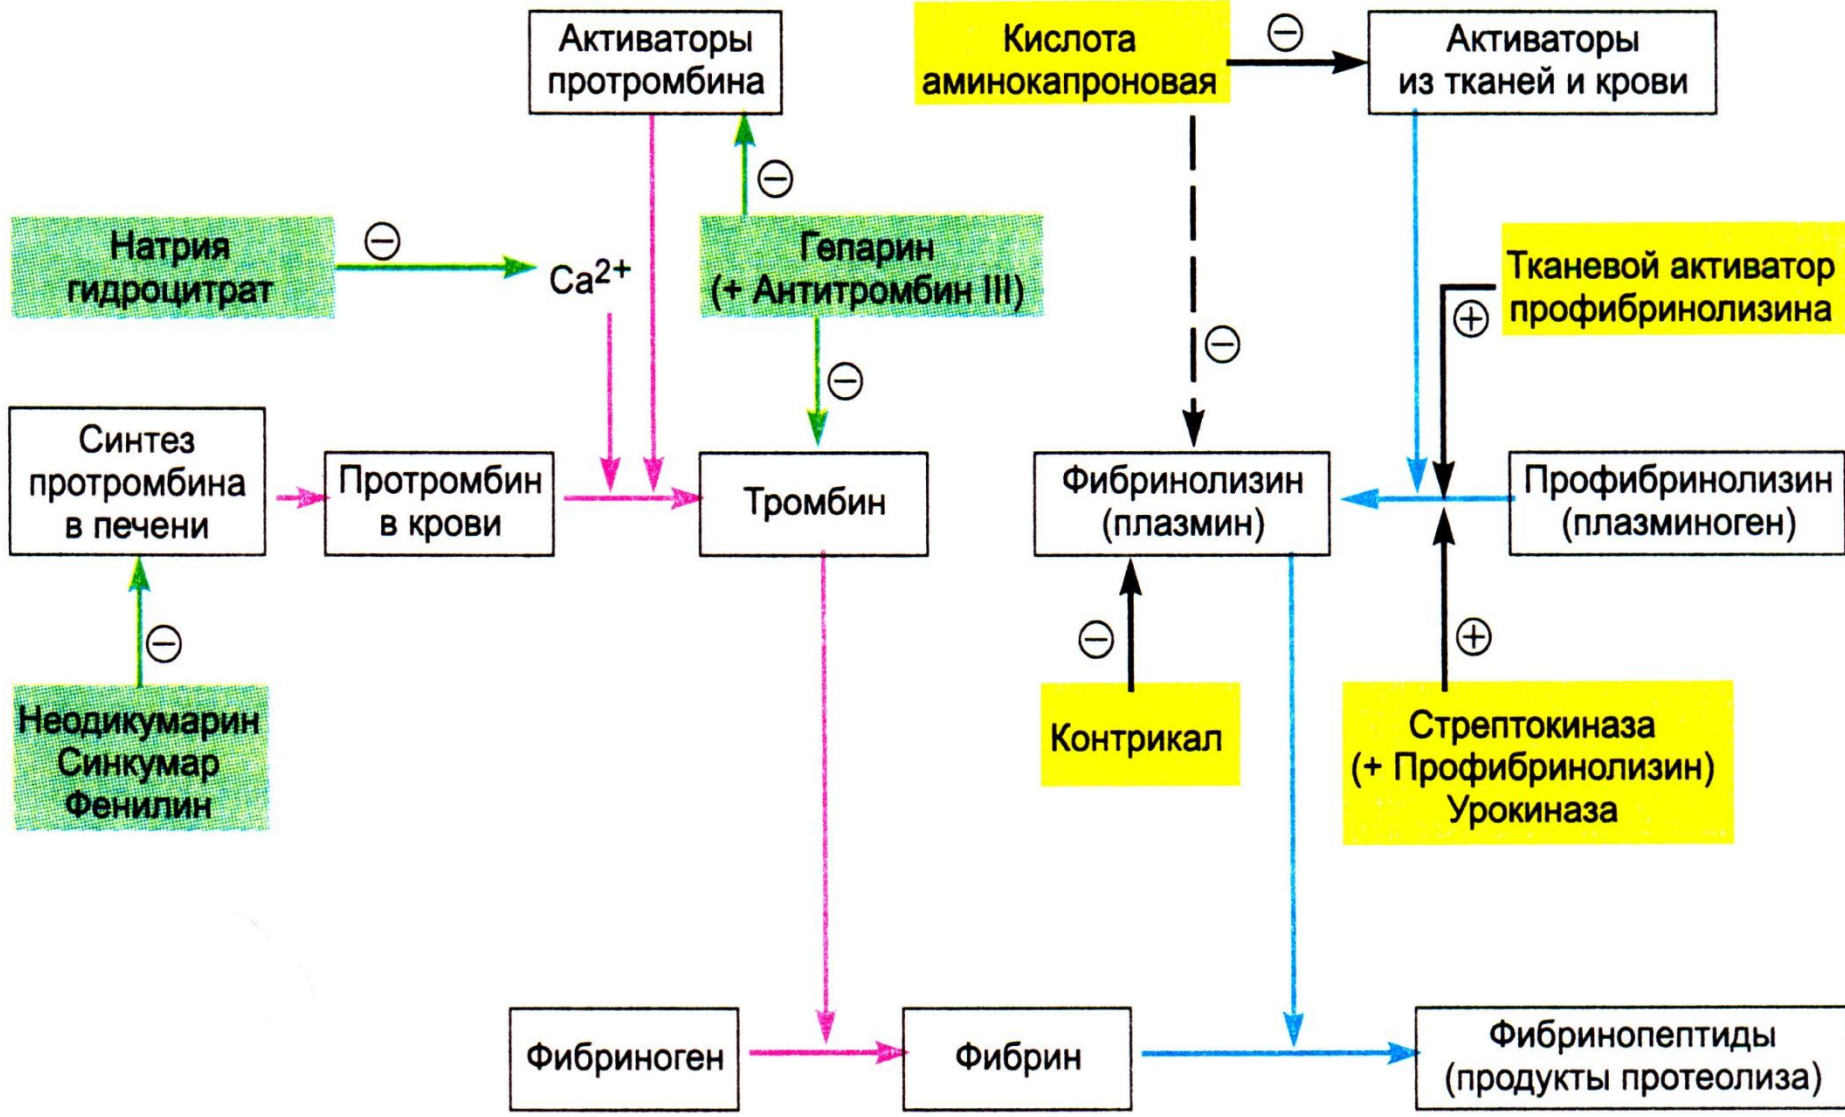 Активаторы
протромбина
Кислота
аминокапроновая
⊖
Активаторы
из тканей и крови
⊖
Натрия
гидроцитрат
⊖
Ca²⁺
Гепарин
(+ Антитромбин III)
Тканевой активатор
профибринолизина
⊕
⊖
⊖
Синтез
протромбина
в печени
Протромбин
в крови
Тромбин
Фибринолизин
(плазмин)
Профибринолизин
(плазминоген)
⊖
⊖
⊕
Неодикумарин
Синкумар
Фенилин
Контрикал
Стрептокиназа
(+ Профибринолизин)
Урокиназа
Фибриноген
Фибрин
Фибринопептиды
(продукты протеолиза)